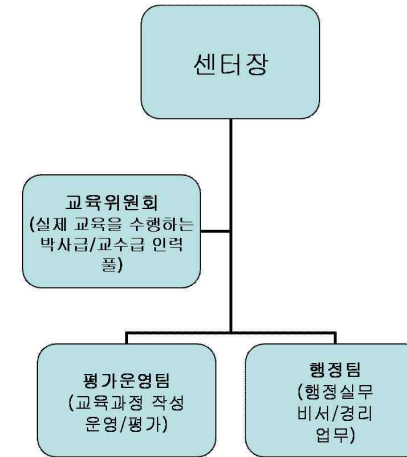 센터장
교육위원회
(실제 교육을 수행하는
박사급/교수급 인력
풀)
평가운영팀
(교육과정 작성
운영/평가)
행정팀
(행정실무
비서/경리
업무)